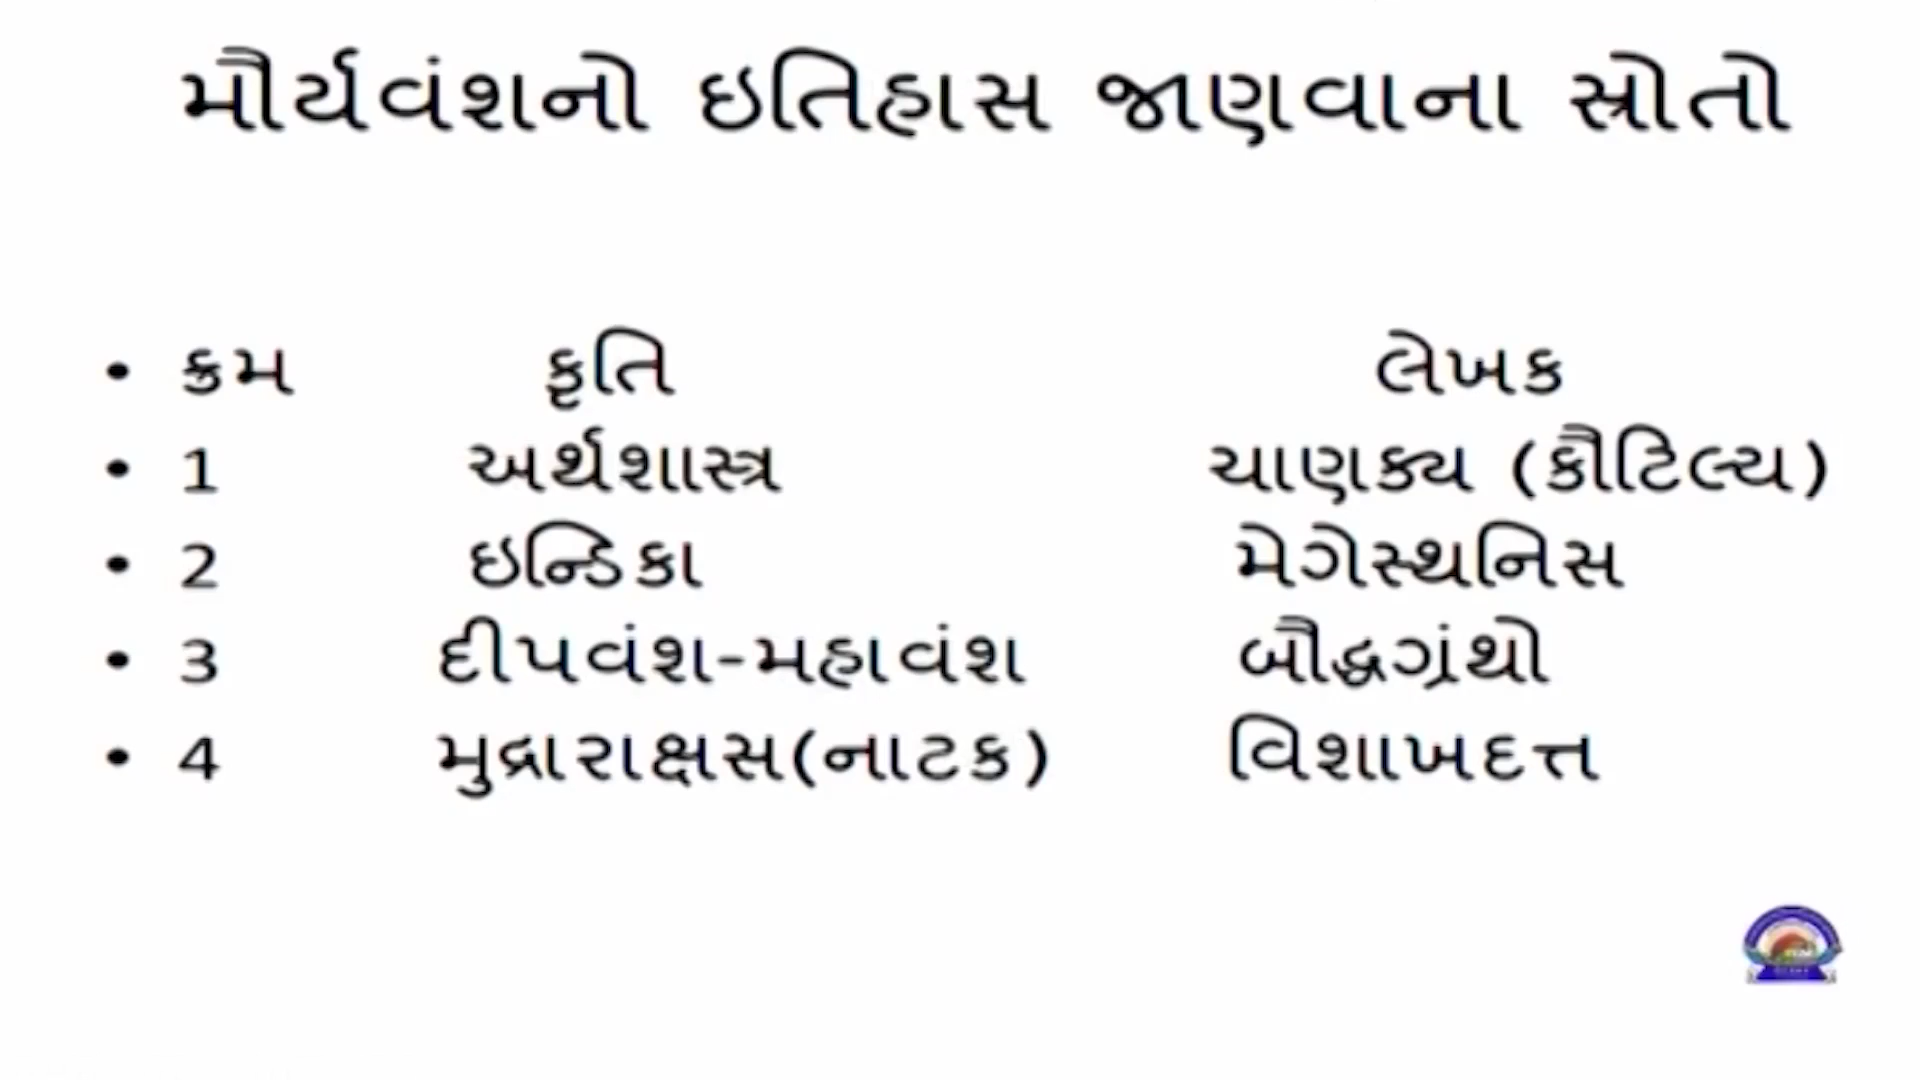 મૌર્યવંશનો ઇતિહાસ જાણવાના સ્રોતો
• ક્રમ કૃતિ લેખક
• 1 અર્થશાસ્ત્ર ચાણક્ય (કૌટિલ્ય)
• 2 ઇન્ડિકા મેગેસ્થનિસ
• 3 દીપવંશ-મહાવંશ બૌદ્ધગ્રંથો
• 4 મુદ્રારાક્ષસ(નાટક) વિશાખદત્ત